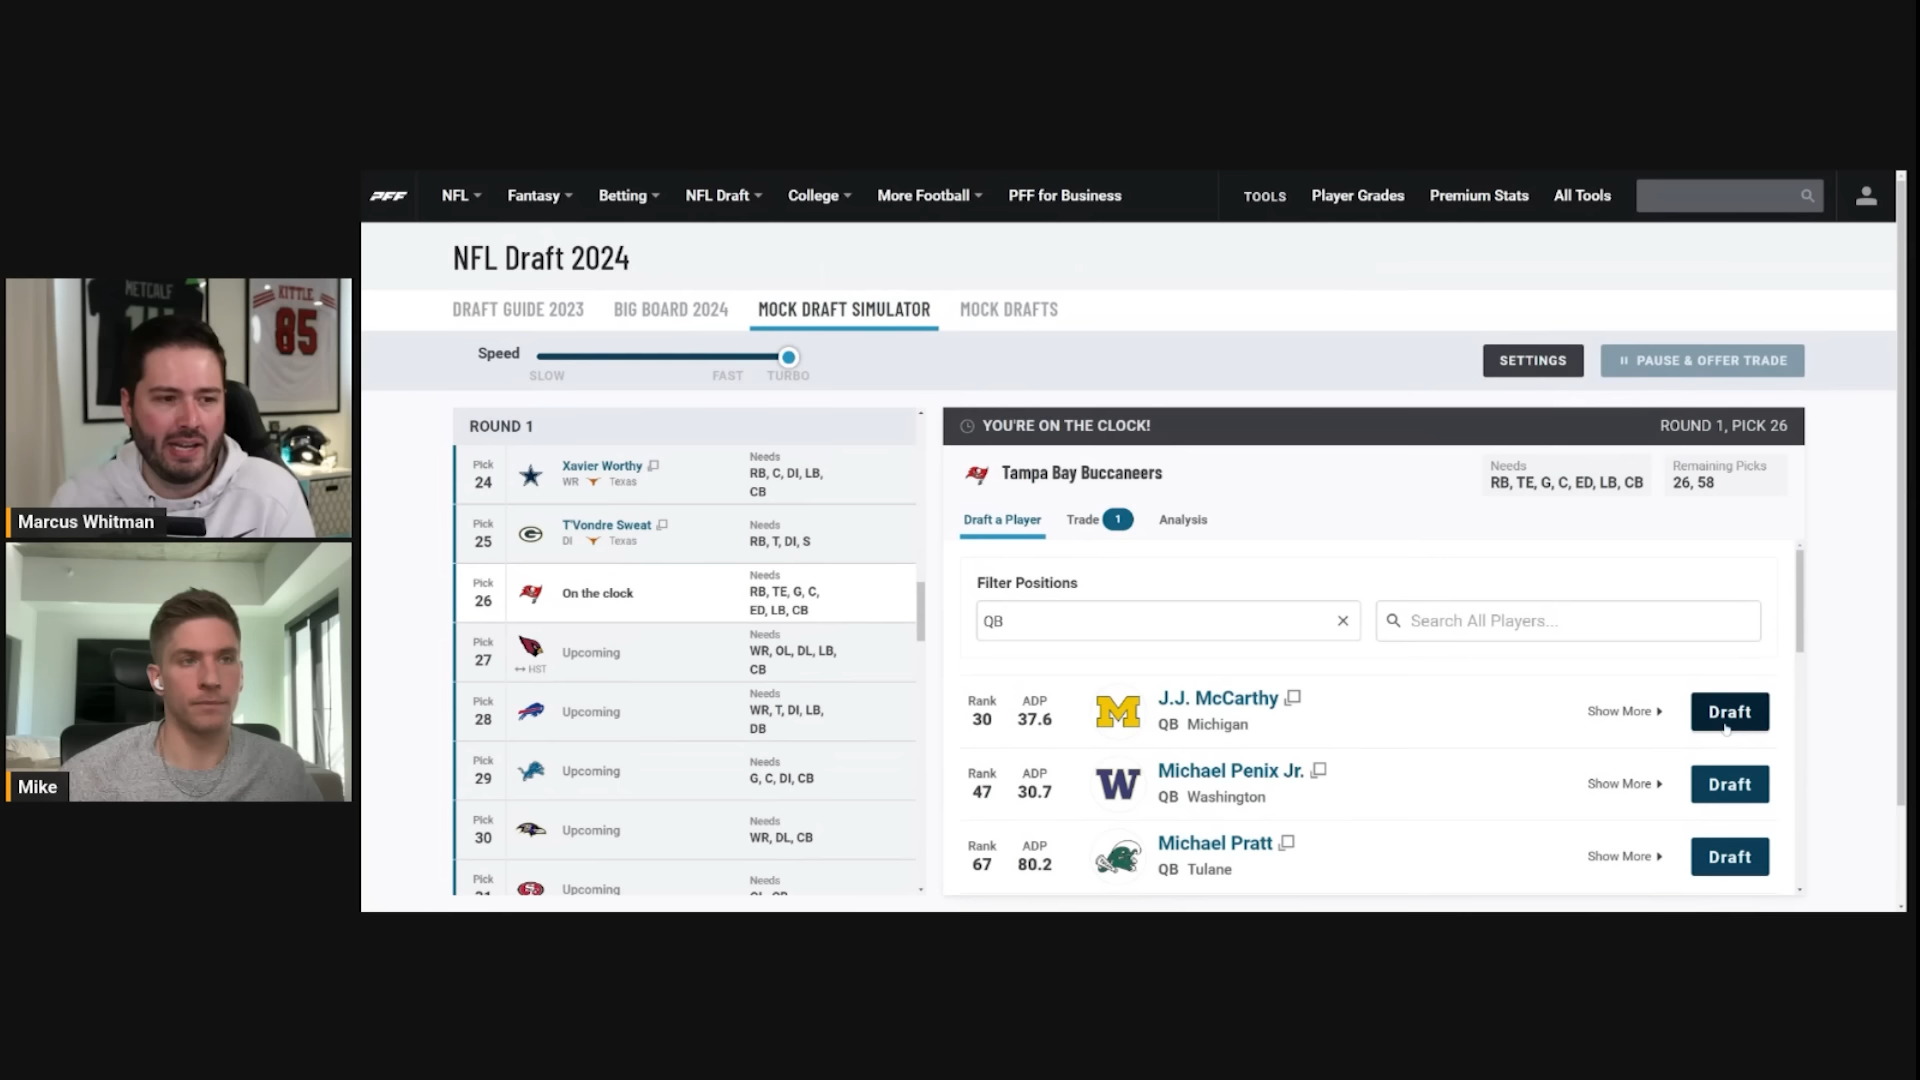 PFF
NFL
Fantasy
Betting
NFL Draft
College
More Football
PFF for Business
TOOLS
Player Grades
Premium Stats
All Tools
NFL Draft 2024
DRAFT GUIDE 2023
BIG BOARD 2024
MOCK DRAFT SIMULATOR
MOCK DRAFTS
Speed
SLOW
FAST
TURBO
SETTINGS
PAUSE & OFFER TRADE
METCALF
KITTLE
85
Marcus Whitman
Mike
ROUND 1
Pick
24
Xavier Worthy
WR Texas
Needs
RB, C, DI, LB,
CB
Pick
25
T'Vondre Sweat
DI Texas
Needs
RB, T, DI, S
Pick
26
On the clock
Needs
RB, TE, G, C,
ED, LB, CB
Pick
27
HST
Upcoming
Needs
WR, OL, DL, LB,
CB
Pick
28
Upcoming
Needs
WR, T, DI, LB,
DB
Pick
29
Upcoming
Needs
G, C, DI, CB
Pick
30
Upcoming
Needs
WR, DL, CB
Pick
Upcoming
Needs
YOU'RE ON THE CLOCK!
ROUND 1, PICK 26
Tampa Bay Buccaneers
Needs
RB, TE, G, C, ED, LB, CB
Remaining Picks
26, 58
Draft a Player
Trade 1
Analysis
Filter Positions
QB
Search All Players...
Rank
30
ADP
37.6
J.J. McCarthy
QB Michigan
Show More
Draft
Rank
47
ADP
30.7
W
Michael Penix Jr.
QB Washington
Show More
Draft
Rank
67
ADP
80.2
Michael Pratt
QB Tulane
Show More
Draft